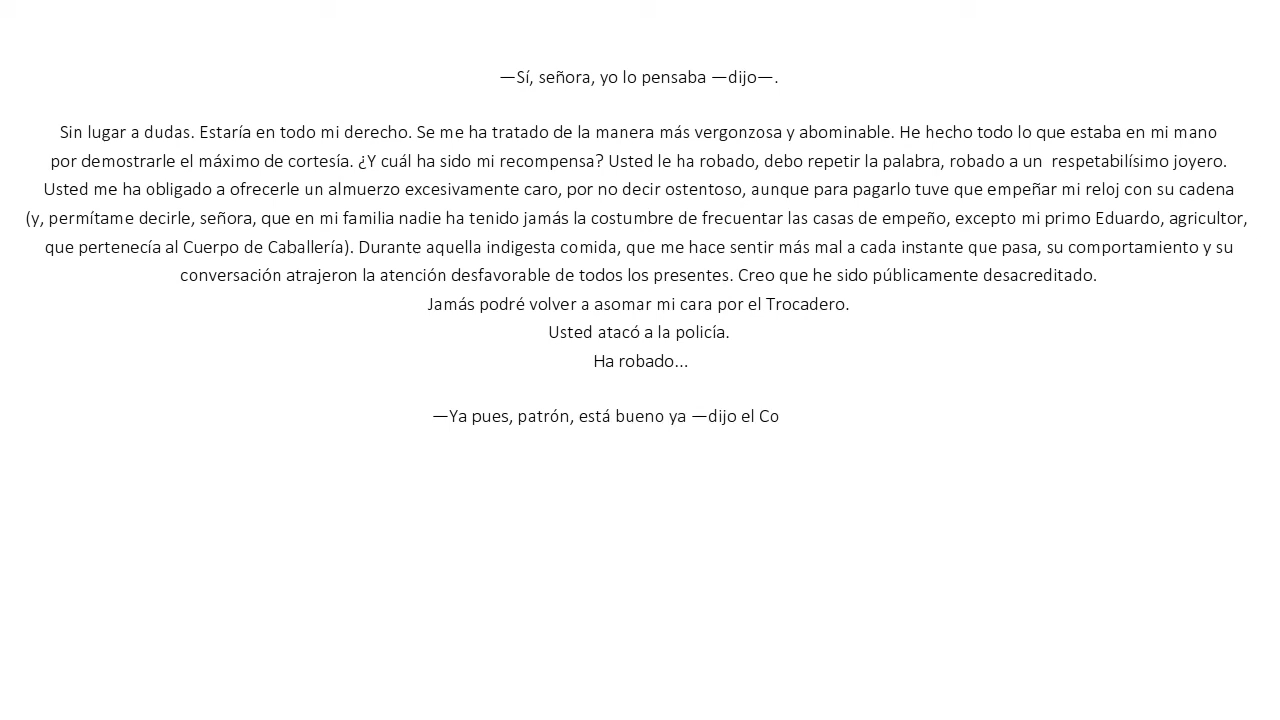 —Sí, señora, yo lo pensaba —dijo—.
Sin lugar a dudas. Estaría en todo mi derecho. Se me ha tratado de la manera más vergonzosa y abominable. He hecho todo lo que estaba en mi mano
por demostrarle el máximo de cortesía. ¿Y cuál ha sido mi recompensa? Usted le ha robado, debo repetir la palabra, robado a un  respetabilísimo joyero.
Usted me ha obligado a ofrecerle un almuerzo excesivamente caro, por no decir ostentoso, aunque para pagarlo tuve que empeñar mi reloj con su cadena
(y, permítame decirle, señora, que en mi familia nadie ha tenido jamás la costumbre de frecuentar las casas de empeño, excepto mi primo Eduardo, agricultor,
que pertenecía al Cuerpo de Caballería). Durante aquella indigesta comida, que me hace sentir más mal a cada instante que pasa, su comportamiento y su
conversación atrajeron la atención desfavorable de todos los presentes. Creo que he sido públicamente desacreditado.
Jamás podré volver a asomar mi cara por el Trocadero.
Usted atacó a la policía.
Ha robado...
—Ya pues, patrón, está bueno ya —dijo el Co